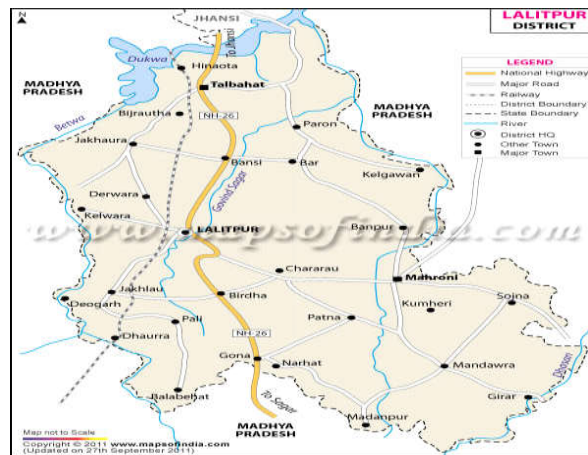 N
JHANSI
LALITPUR
DISTRICT
To Jhansi
Dukwa
Hinaota
MADHYA
PRADESH
Talbahat
MADHYA
PRADESH
LEGEND
National Highway
Major Road
Railway
District Boundary
State Boundary
River
District HQ
Other Town
Major Town
Bijrautha
NH-26
Betwa
Paron
Jakhaura
Bansi
Bar
Kelgawan
Derwara
Govind Sagar
Kelwara
LALITPUR
Banpur
www.mapsofindia.com
Chararau
Mahroni
Jakhlau
Birdha
Deogarh
Kumheri
Sojna
Pali
Patna
Dhaurra
NH-26
Gona
Narhat
Mandawra
Dhasan
Balabehat
To Sagar
Girar
Madanpur
MADHYA
PRADESH
Map not to Scale
Copyright © 2011 www.mapsofindia.com
(Updated on 27th September 2011)